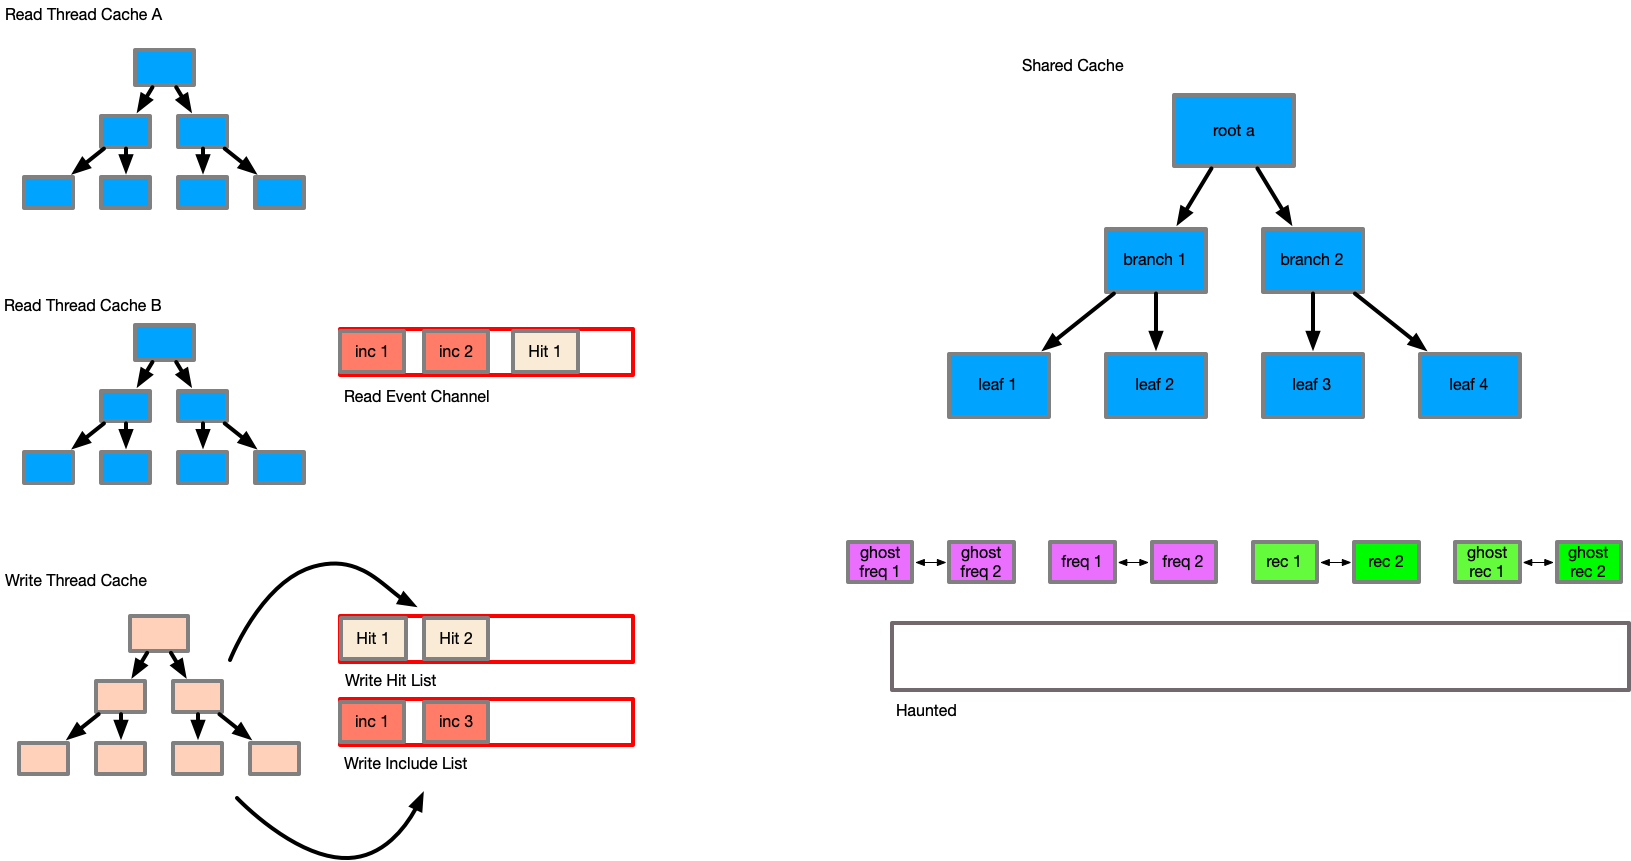 Read Thread Cache A
Shared Cache
root a
branch 1
branch 2
leaf 1
leaf 2
leaf 3
leaf 4
Read Thread Cache B
inc 1
inc 2
Hit 1
Read Event Channel
ghost
freq 1
ghost
freq 2
freq 1
freq 2
rec 1
rec 2
ghost
rec 1
ghost
rec 2
Haunted
Write Thread Cache
Hit 1
Hit 2
Write Hit List
inc 1
inc 3
Write Include List